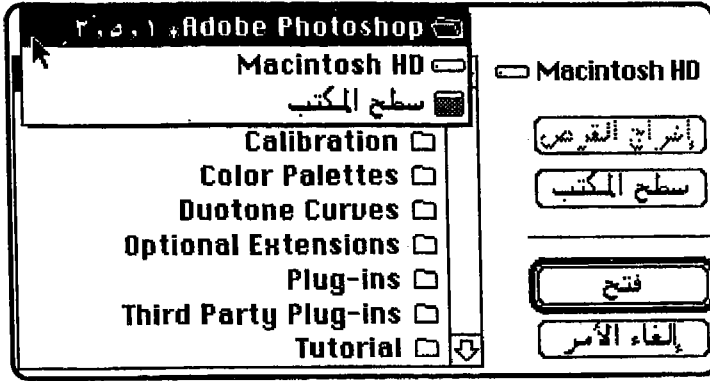 Adobe Photoshop⁎ ٢,٥,١
Macintosh HD
سطح المكتب
Calibration
Color Palettes
Duotone Curves
Optional Extensions
Plug-ins
Third Party Plug-ins
Tutorial
Macintosh HD
إخراج القرص
سطح المكتب
فتح
إلغاء الأمر